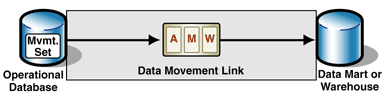 Mvmt.
Set
A M W
Operational
Database
Data Movement Link
Data Mart or
Warehouse